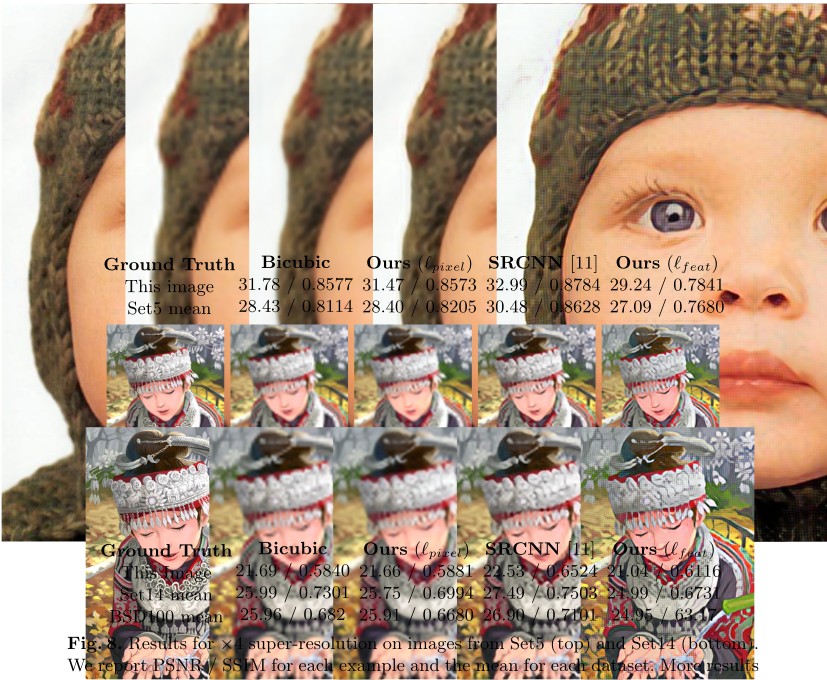 Ground Truth Bicubic Ours (ℓpixel) SRCNN [11] Ours (ℓfeat)
This image 31.78 / 0.8577 31.47 / 0.8573 32.99 / 0.8784 29.24 / 0.7841
Set5 mean 28.43 / 0.8114 28.40 / 0.8205 30.48 / 0.8628 27.09 / 0.7680
Ground Truth Bicubic Ours (ℓpixel) SRCNN [11] Ours (ℓfeat)
This Image 21.69 / 0.5840 21.66 / 0.5881 22.53 / 0.6524 21.04 / 0.6116
Set14 mean 25.99 / 0.7301 25.75 / 0.6994 27.49 / 0.7503 24.99 / 0.6731
BSD100 mean 25.96 / 0.682 25.91 / 0.6680 26.90 / 0.7101 24.95 / 63.17
Fig. 8. Results for ×4 super-resolution on images from Set5 (top) and Set14 (bottom).
We report PSNR / SSIM for each example and the mean for each dataset. More results